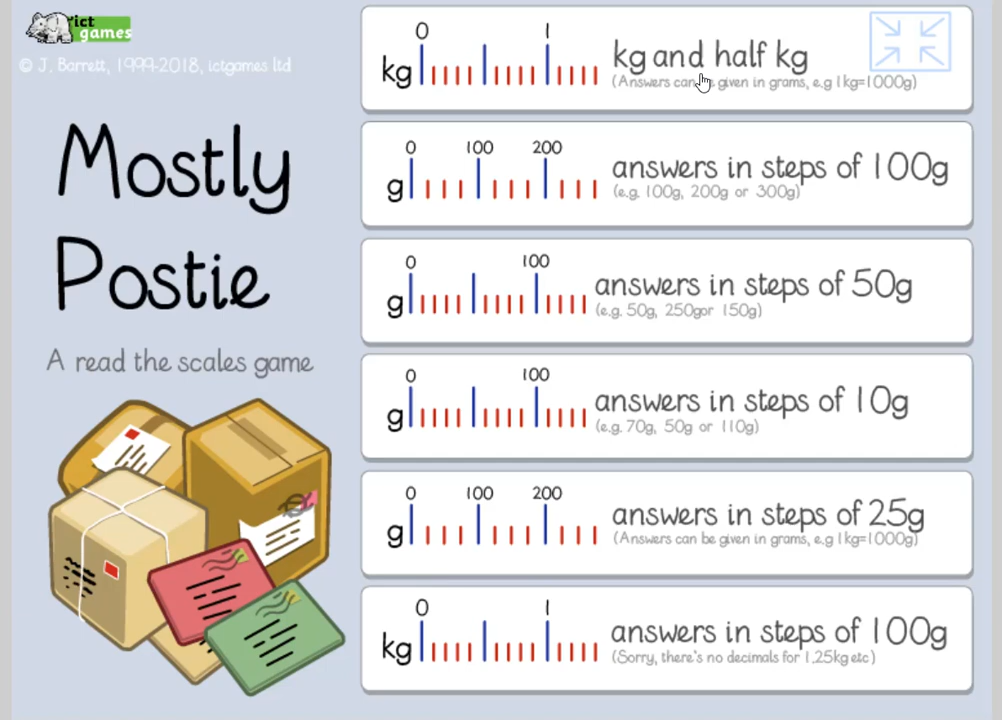 ict
games
© J. Barrett, 1999-2018, ictgames ltd
Mostly
Postie
A read the scales game
0 1
kg
kg and half kg
(Answers can be given in grams, e.g 1kg=1000g)
0 100 200
g
answers in steps of 100g
(e.g. 100g, 200g or 300g)
0 100
g
answers in steps of 50g
(e.g. 50g, 250gor 150g)
0 100
g
answers in steps of 10g
(e.g. 70g, 50g or 110g)
0 100 200
g
answers in steps of 25g
(Answers can be given in grams, e.g 1kg=1000g)
0 1
kg
answers in steps of 100g
(Sorry, there's no decimals for 1.25kg etc)